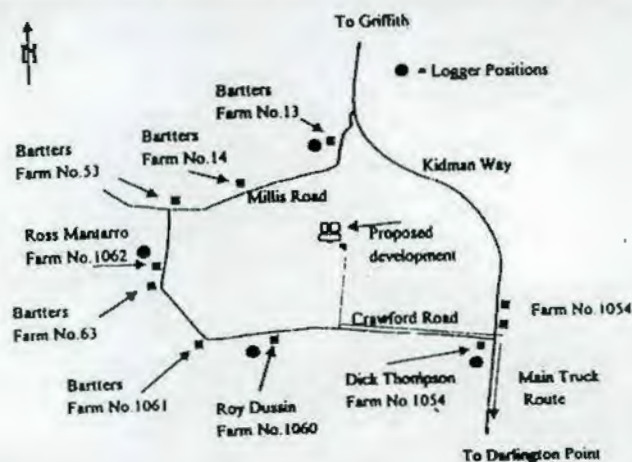 To Griffith
N
- Logger Positions
Bartters
Farm No.13
Bartters
Farm No.14
Bartters
Farm No.53
Kidman Way
Millis Road
Ross Mantarro
Farm No.1062
Proposed
development
Bartters
Farm No.63
Farm No.1054
Crawford Road
Bartters
Farm No.1061
Roy Dussin
Farm No.1060
Dick Thompson
Farm No.1054
Main Truck
Route
To Darlington Point